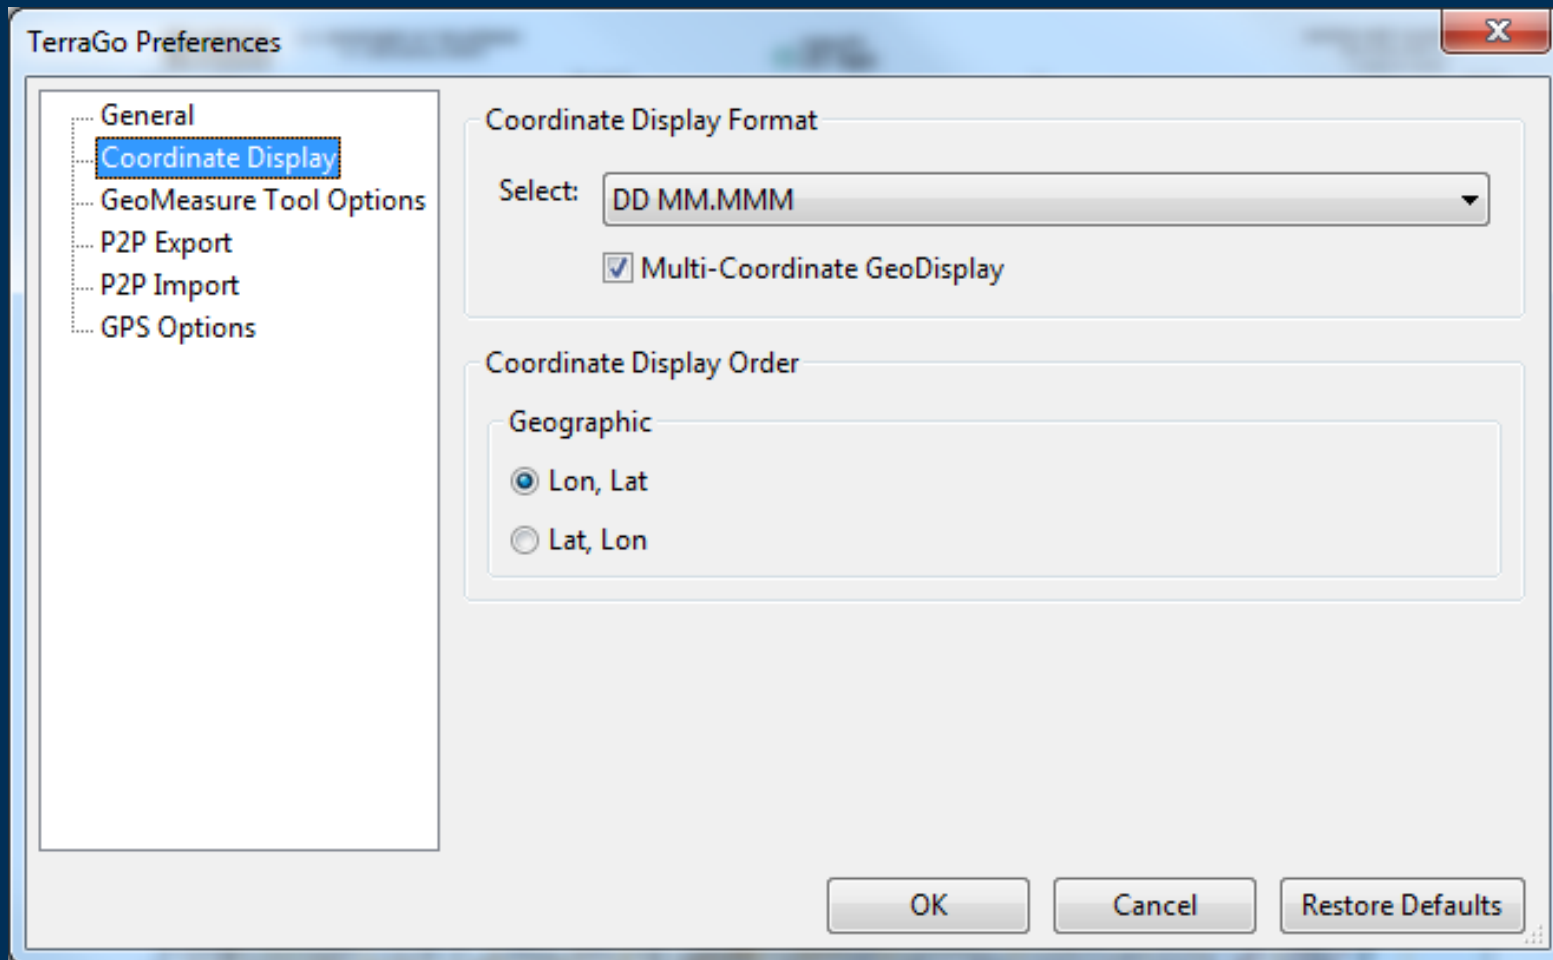 TerraGo Preferences
General
Coordinate Display
GeoMeasure Tool Options
P2P Export
P2P Import
GPS Options
Coordinate Display Format
Select: DD MM.MMM
Multi-Coordinate GeoDisplay
Coordinate Display Order
Geographic
Lon, Lat
Lat, Lon
OK Cancel Restore Defaults